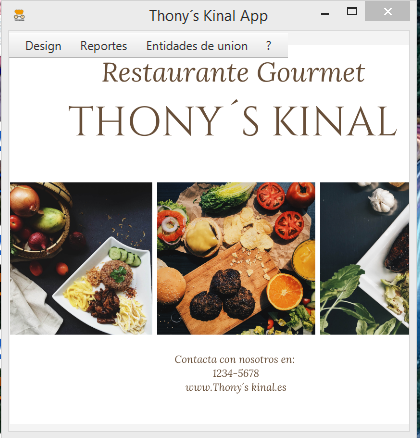 Thony´s Kinal App
Design Reportes Entidades de union ?
Restaurante Gourmet
THONY´S KINAL
Contacta con nosotros en:
1234-5678
www.Thony´s kinal.es